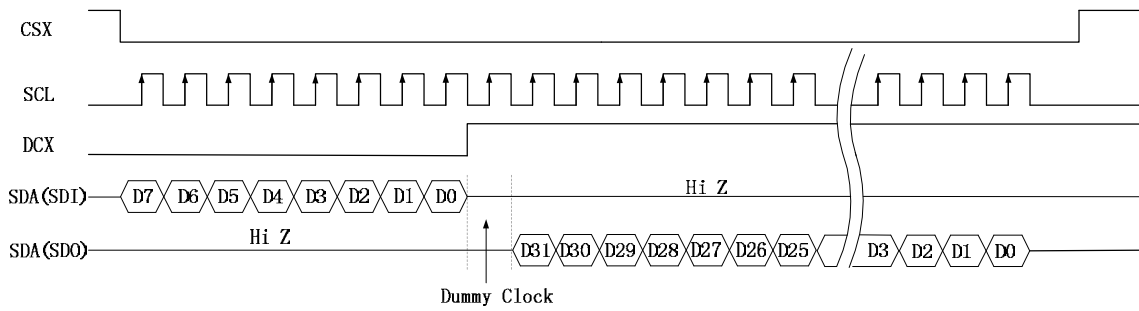 CSX
SCL
DCX
SDA(SDI) D7 D6 D5 D4 D3 D2 D1 D0 Hi Z
SDA(SDO) Hi Z D31 D30 D29 D28 D27 D26 D25 D3 D2 D1 D0
Dummy Clock